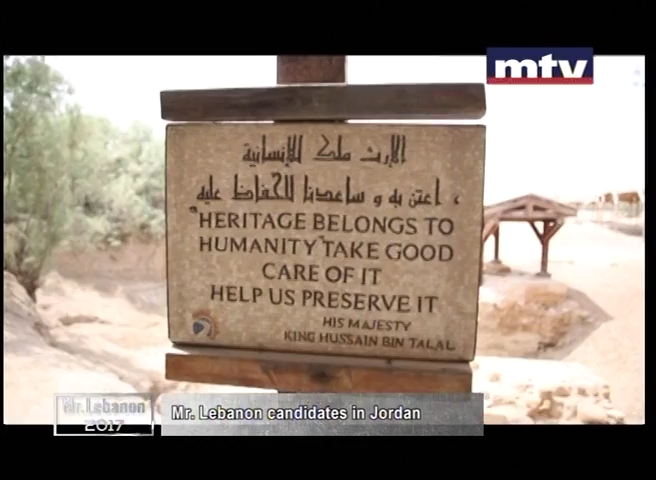 mtv
الإرث ملك للإنسانية
، اعتن به و ساعدنا للحفاظ عليه
"HERITAGE BELONGS TO
HUMANITY" TAKE GOOD
CARE OF IT
HELP US PRESERVE IT
HIS MAJESTY
KING HUSSAIN BIN TALAL
Mr. Lebanon
2017
Mr. Lebanon candidates in Jordan